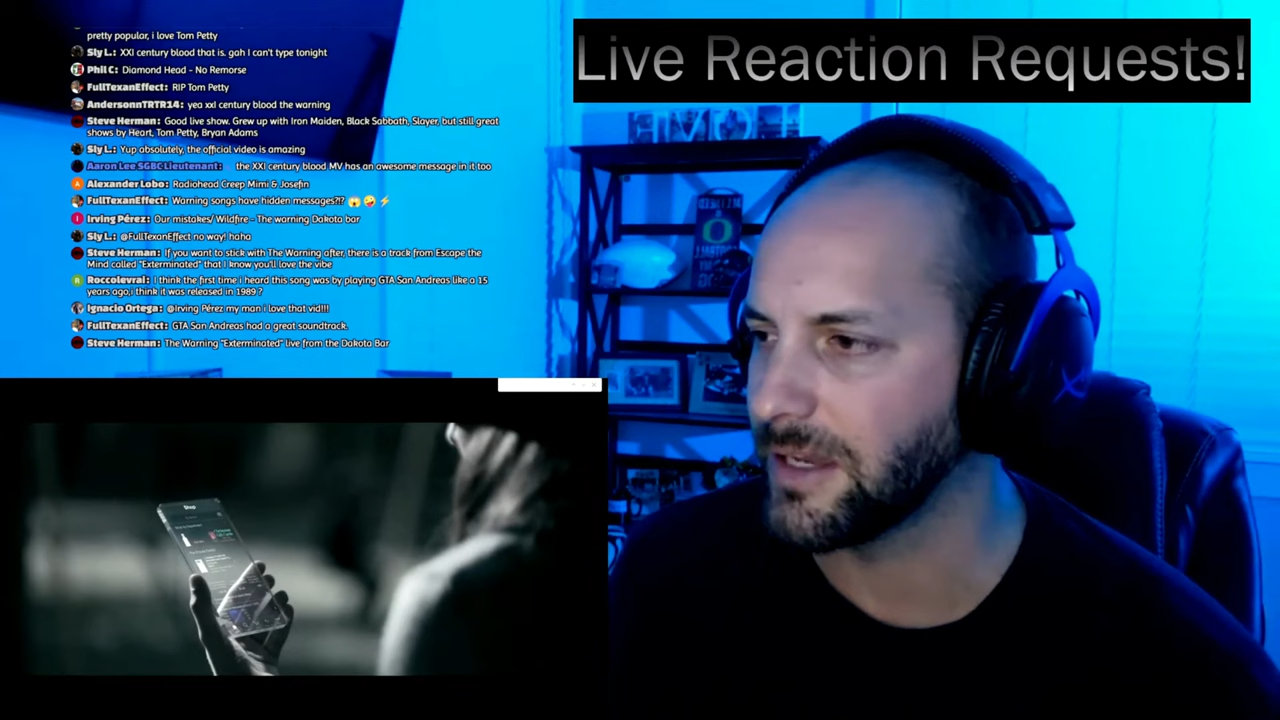 pretty popular, i love Tom Petty
Sly L.: XXI century blood that is. gah I can't type tonight
Phil C: Diamond Head - No Remorse
FullTexanEffect: RIP Tom Petty
AndersonnTRTR14: yea xxl century blood the warning
Steve Herman: Good live show. Grew up with Iron Maiden, Black Sabbath, Slayer, but still great
shows by Heart, Tom Petty, Bryan Adams
Sly L.: Yup absolutely, the official video is amazing
Aaron Lee SGBC Lieutenant: the XXI century blood MV has an awesome message in it too
Alexander Lobo: Radiohead Creep Mimi & Josefin
FullTexanEffect: Warning songs have hidden messages?!? 😱🤪⚡
Irving Pérez: Our mistakes/ Wildfire - The warning Dakota bar
Sly L.: @FullTexanEffect no way! haha
Steve Herman: If you want to stick with The Warning after, there is a track from Escape the
Mind called "Exterminated" that I know you'll love the vibe
Roccolevrai: I think the first time i heard this song was by playing GTA San Andreas like a 15
years ago,i think it was released in 1989 ?
Ignacio Ortega: @Irving Pérez my man i love that vid!!!
FullTexanEffect: GTA San Andreas had a great soundtrack.
Steve Herman: The Warning "Exterminated" live from the Dakota Bar
Live Reaction Requests!
O
Shop